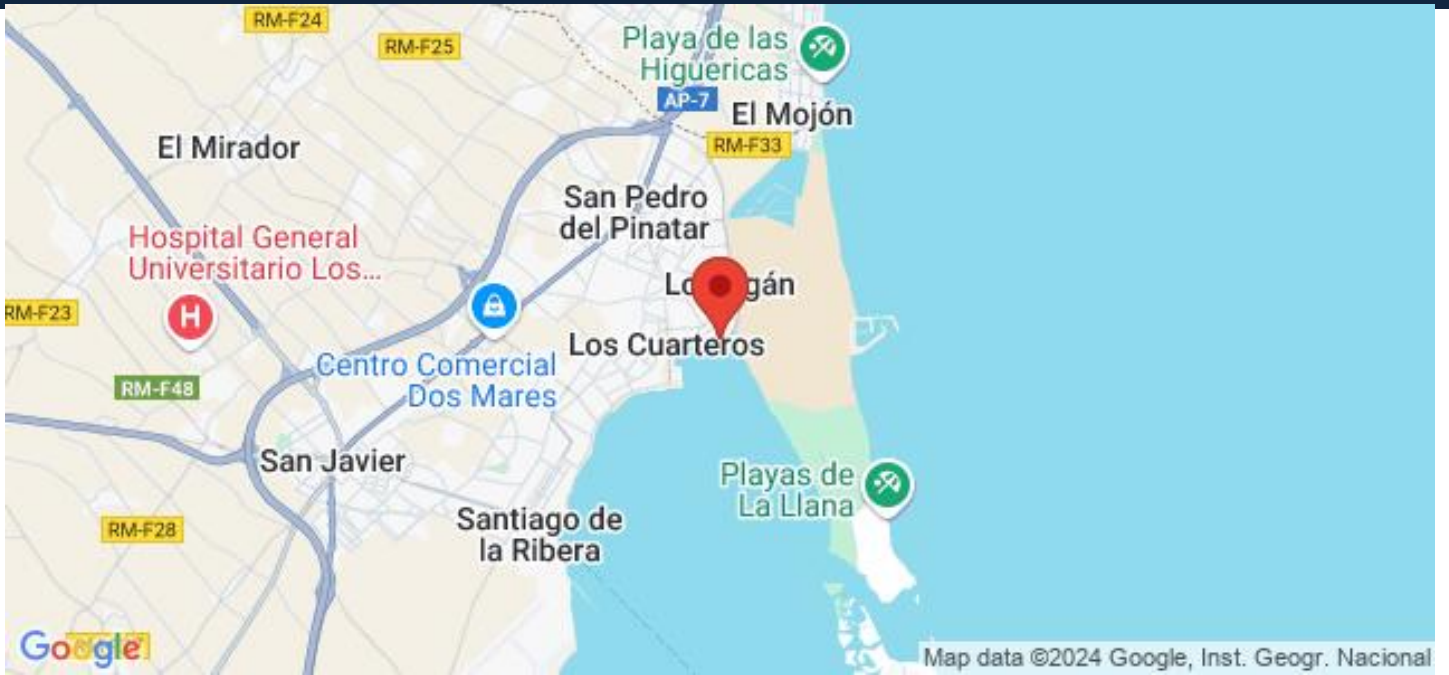 RM-F24
RM-F25
Playa de las
Higuericas
AP-7
El Mojón
RM-F33
El Mirador
San Pedro
del Pinatar
Hospital General
Universitario Los...
H
RM-F23
Los Cuarteros
Centro Comercial
Dos Mares
RM-F48
San Javier
Playas de
La Llana
RM-F28
Santiago de
la Ribera
Google
Map data ©2024 Google, Inst. Geogr. Nacional